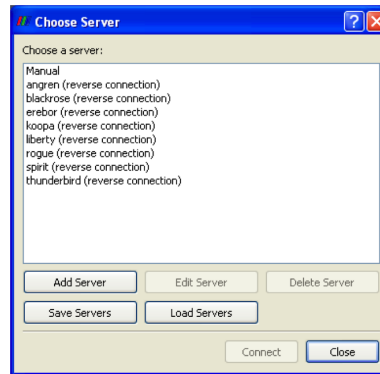 Choose Server
Choose a server:
Manual
angren (reverse connection)
blackrose (reverse connection)
erebor (reverse connection)
koopa (reverse connection)
liberty (reverse connection)
rogue (reverse connection)
spirit (reverse connection)
thunderbird (reverse connection)
Add Server Edit Server Delete Server
Save Servers Load Servers
Connect Close